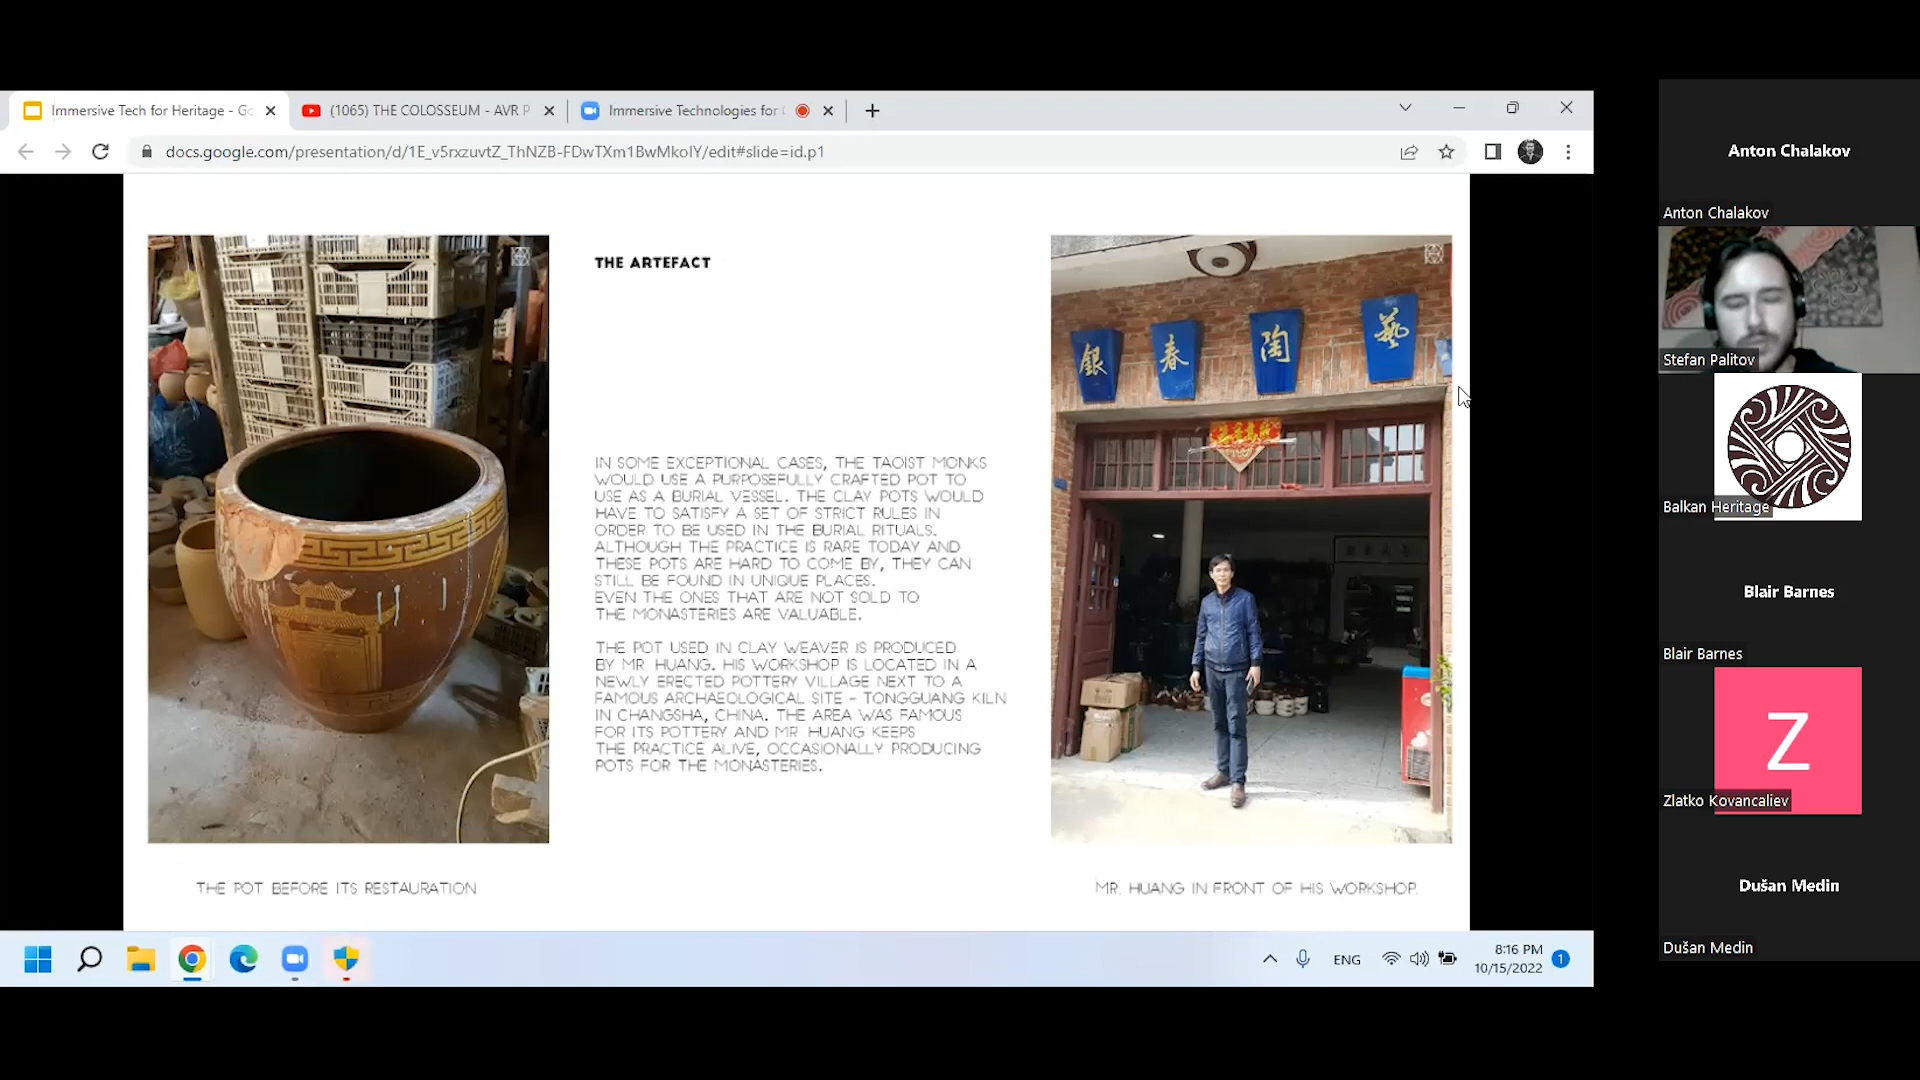 Immersive Tech for Heritage - Go
(1065) THE COLOSSEUM - AVR P
Immersive Technologies for
docs.google.com/presentation/d/1E_v5rxzuvtZ_ThNZB-FDwTXm1BwMkolY/edit#slide=id.p1
THE ARTEFACT
IN SOME EXCEPTIONAL CASES, THE TAOIST MONKS
WOULD USE A PURPOSEFULLY CRAFTED POT TO
USE AS A BURIAL VESSEL. THE CLAY POTS WOULD
HAVE TO SATISFY A SET OF STRICT RULES IN
ORDER TO BE USED IN THE BURIAL RITUALS.
ALTHOUGH THE PRACTICE IS RARE TODAY AND
THESE POTS ARE HARD TO COME BY, THEY CAN
STILL BE FOUND IN UNIQUE PLACES.
EVEN THE ONES THAT ARE NOT SOLD TO
THE MONASTERIES ARE VALUABLE.
THE POT USED IN CLAY WEAVER IS PRODUCED
BY MR. HUANG. HIS WORKSHOP IS LOCATED IN A
NEWLY ERECTED POTTERY VILLAGE NEXT TO A
FAMOUS ARCHAEOLOGICAL SITE - TONGGUANG KILN
IN CHANGSHA, CHINA. THE AREA WAS FAMOUS
FOR ITS POTTERY AND MR HUANG KEEPS
THE PRACTICE ALIVE, OCCASIONALLY PRODUCING
POTS FOR THE MONASTERIES.
銀春陶藝
THE POT BEFORE ITS RESTAURATION
MR. HUANG IN FRONT OF HIS WORKSHOP.
ENG
8:16 PM
10/15/2022
1
Anton Chalakov
Anton Chalakov
Stefan Palitov
Balkan Heritage
Blair Barnes
Blair Barnes
Z
Zlatko Kovancaliev
Dušan Medin
Dušan Medin